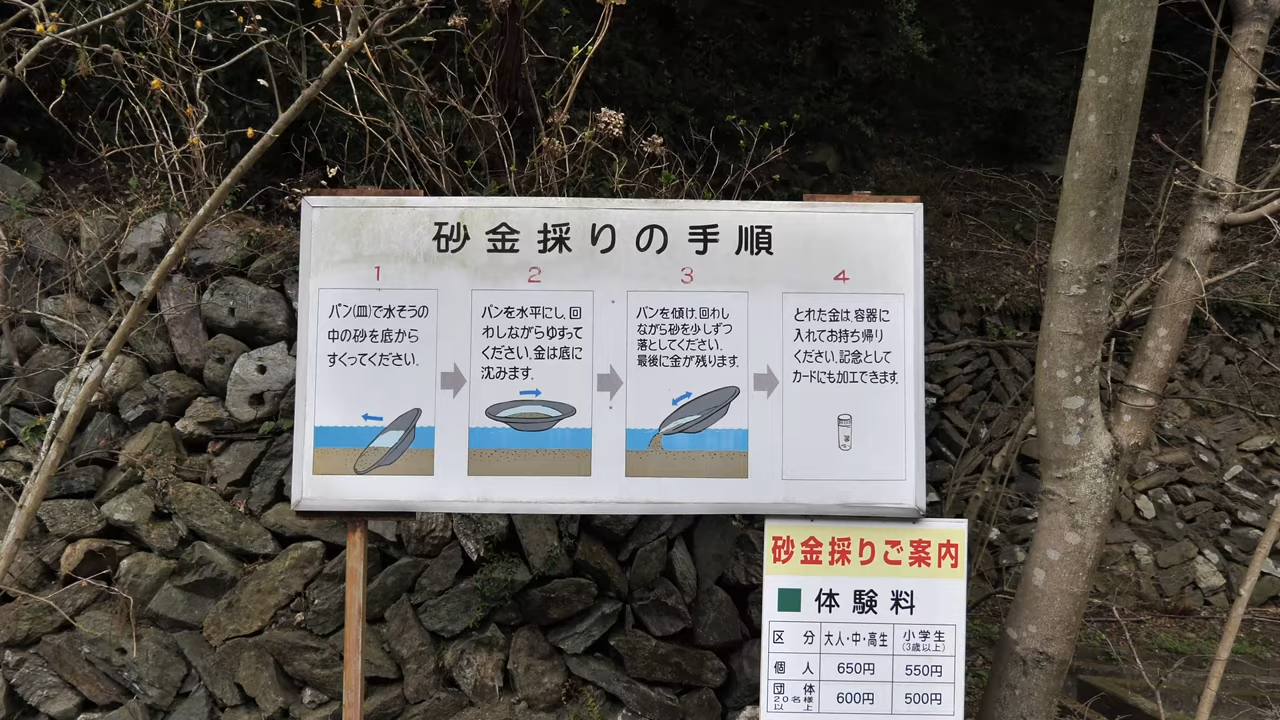 砂金採りの手順
1
パン(皿)で水そうの
中の砂を底から
すくってください。
2
パンを水平にし、回
わしながらゆすって
ください。金は底に
沈みます。
3
パンを傾け、回わし
ながら砂を少しずつ
落としてください。
最後に金が残ります。
4
とれた金は、容器に
入れてお持ち帰り
ください。記念として
カードにも加工できます。
砂金採りご案内
体験料
区分 大人・中・高生 小学生
(3歳以上)
個人 650円 550円
団体
20名様
以上 600円 500円